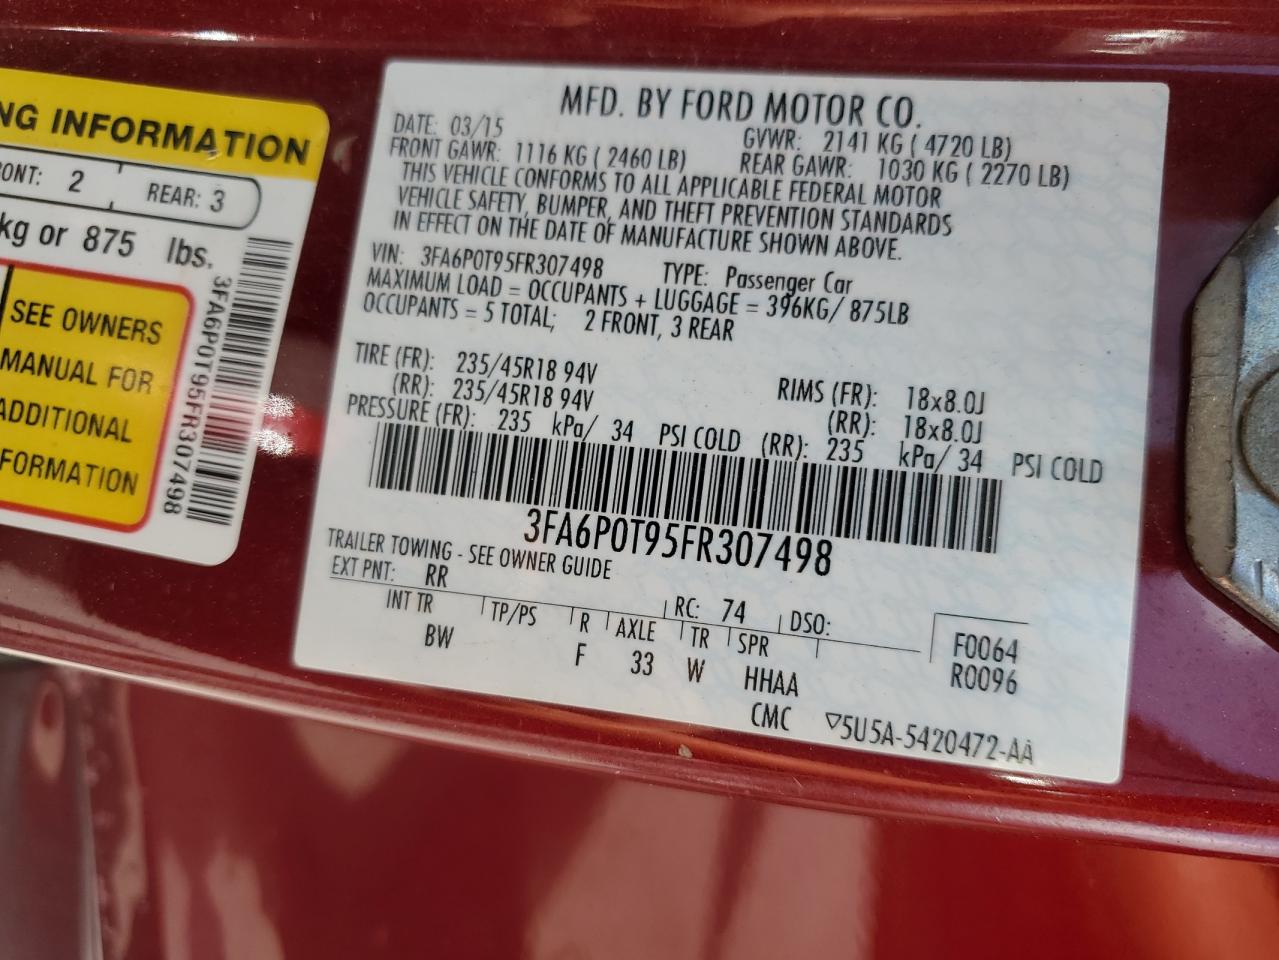 NG INFORMATION
ONT: 2 REAR: 3
kg or 875 lbs.
SEE OWNERS
MANUAL FOR
ADDITIONAL
FORMATION
3FA6P0T95FR307498
MFD. BY FORD MOTOR CO.
DATE: 03/15 GVWR: 2141 KG ( 4720 LB)
FRONT GAWR: 1116 KG ( 2460 LB) REAR GAWR: 1030 KG ( 2270 LB)
THIS VEHICLE CONFORMS TO ALL APPLICABLE FEDERAL MOTOR
VEHICLE SAFETY, BUMPER, AND THEFT PREVENTION STANDARDS
IN EFFECT ON THE DATE OF MANUFACTURE SHOWN ABOVE.
VIN: 3FA6P0T95FR307498 TYPE: Passenger Car
MAXIMUM LOAD = OCCUPANTS + LUGGAGE = 396KG/ 875LB
OCCUPANTS = 5 TOTAL; 2 FRONT, 3 REAR
TIRE (FR): 235/45R18 94V RIMS (FR): 18x8.0J
(RR): 235/45R18 94V (RR): 18x8.0J
PRESSURE (FR): 235 kPa/ 34 PSI COLD (RR): 235 kPa/ 34 PSI COLD
3FA6P0T95FR307498
TRAILER TOWING - SEE OWNER GUIDE
EXT PNT: RR RC: 74 DSO:
INT TR TP/PS R AXLE TR SPR F0064
BW F 33 W HHAA R0096
CMC ▽5U5A-5420472-AA